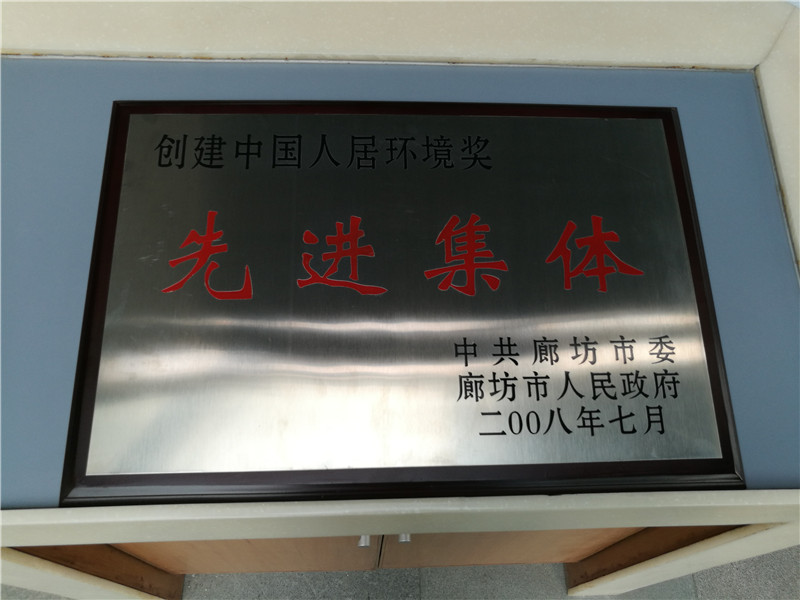 创建中国人居环境奖
先进集体
中共廊坊市委
廊坊市人民政府
二00八年七月